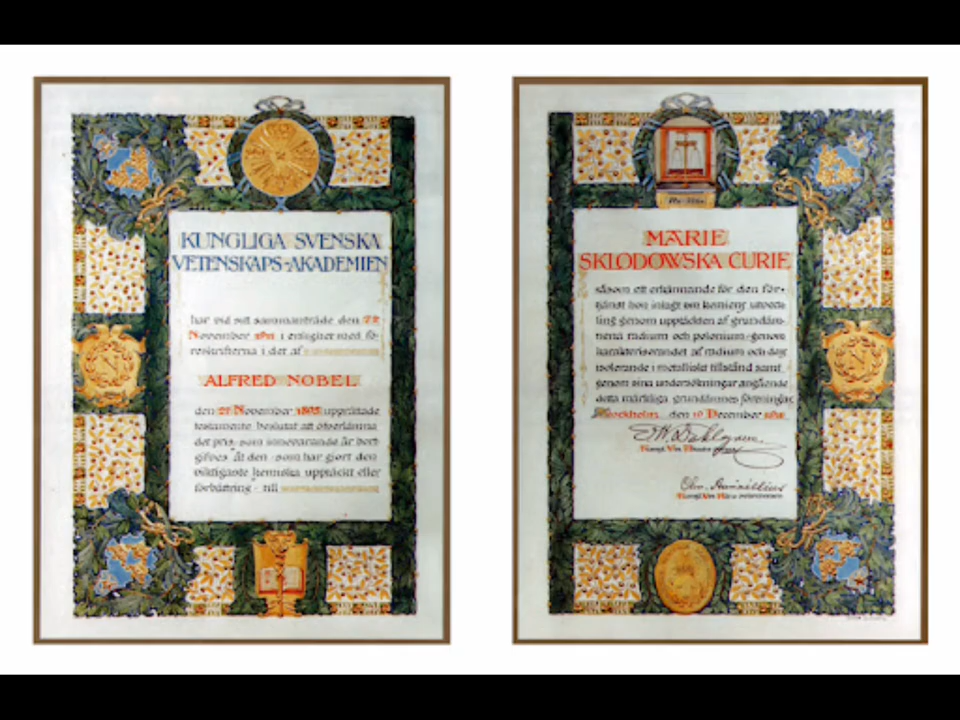 KUNGLIGA SVENSKA
VETENSKAPS-AKADEMIEN
har vid sitt sammanträde den
November 1911 i enlighet med fö-
reskrifterna i det af
ALFRED NOBEL
den 27 November 1895 upprättade
testamente beslutat att öfverlämna
det pris som innevarande år bort-
gifves åt den som har gjort den
viktigaste kemiska upptäckt eller
förbättring till
MARIE
SKLODOWSKA CURIE
såsom ett erkännande för den för-
tjänst hon inlagt om kemiens utveck-
ling genom upptäckten af grundäm-
nena radium och polonium genom
karakteriserandet af radium och dess
isolerande i metalliskt tillstånd samt
genom sina undersökningar angående
detta märkliga grundämnes föreningar
Stockholm den 10 December 1911
E.W. Dahlgren